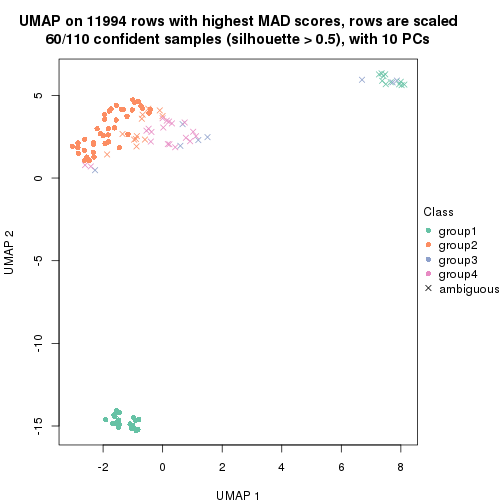 UMAP on 11994 rows with highest MAD scores, rows are scaled
60/110 confident samples (silhouette > 0.5), with 10 PCs
5
0
-5
-10
-15
UMAP 2
-2
0
2
4
6
8
UMAP 1
Class
group1
group2
group3
group4
ambiguous